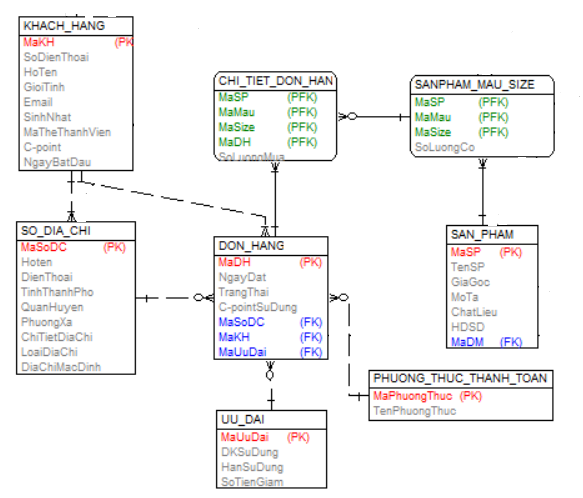 KHACH_HANG
MaKH (PK
SoDienThoai
HoTen
GioiTinh
Email
SinhNhat
MaTheThanhVien
C-point
NgayBatDau
CHI_TIET_DON_HAN
MaSP (PFK)
MaMau (PFK)
MaSize (PFK)
MaDH (PFK)
SoLuongMua
SANPHAM_MAU_SIZE
MaSP (PFK)
MaMau (PFK)
MaSize (PFK)
SoLuongCo
SO_DIA_CHI
MaSoDC (PK)
Hoten
DienThoai
TinhThanhPho
QuanHuyen
PhuongXa
ChiTietDiaChi
LoaiDiaChi
DiaChiMacDinh
DON_HANG
MaDH (PK)
NgayDat
TrangThai
C-pointSuDung
MaSoDC (FK)
MaKH (FK)
MaUuDai (FK)
SAN_PHAM
MaSP (PK)
TenSP
GiaGoc
MoTa
ChatLieu
HDSD
MaDM (FK)
PHUONG_THUC_THANH_TOAN
MaPhuongThuc (PK)
TenPhuongThuc
UU_DAI
MaUuDai (PK)
DKSuDung
HanSuDung
SoTienGiam